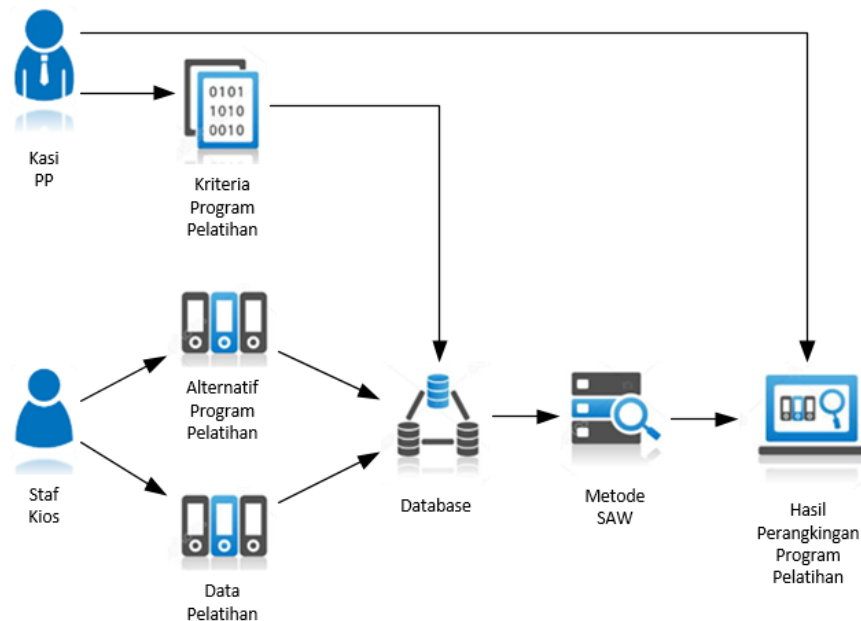 0101
1010
0010
Kasi
PP
Kriteria
Program
Pelatihan
Alternatif
Program
Pelatihan
Staf
Kios
Data
Pelatihan
Database
Metode
SAW
Hasil
Perangkingan
Program
Pelatihan